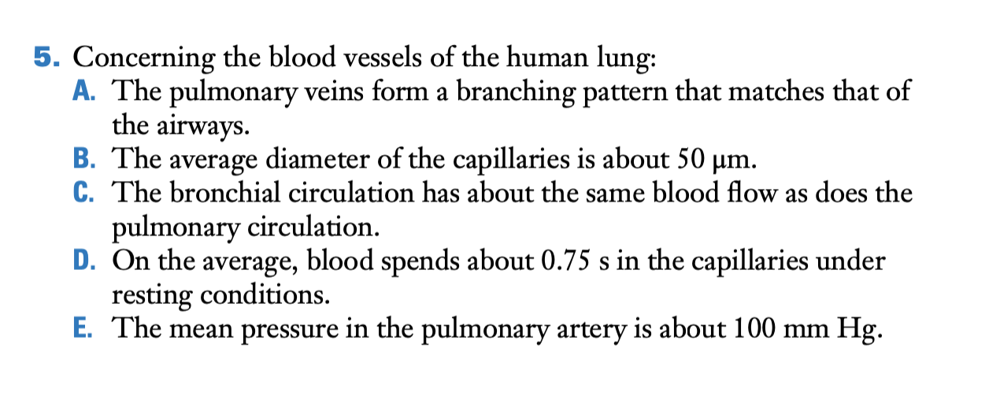 5. Concerning the blood vessels of the human lung:
A. The pulmonary veins form a branching pattern that matches that of
the airways.
B. The average diameter of the capillaries is about 50 μm.
C. The bronchial circulation has about the same blood flow as does the
pulmonary circulation.
D. On the average, blood spends about 0.75 s in the capillaries under
resting conditions.
E. The mean pressure in the pulmonary artery is about 100 mm Hg.